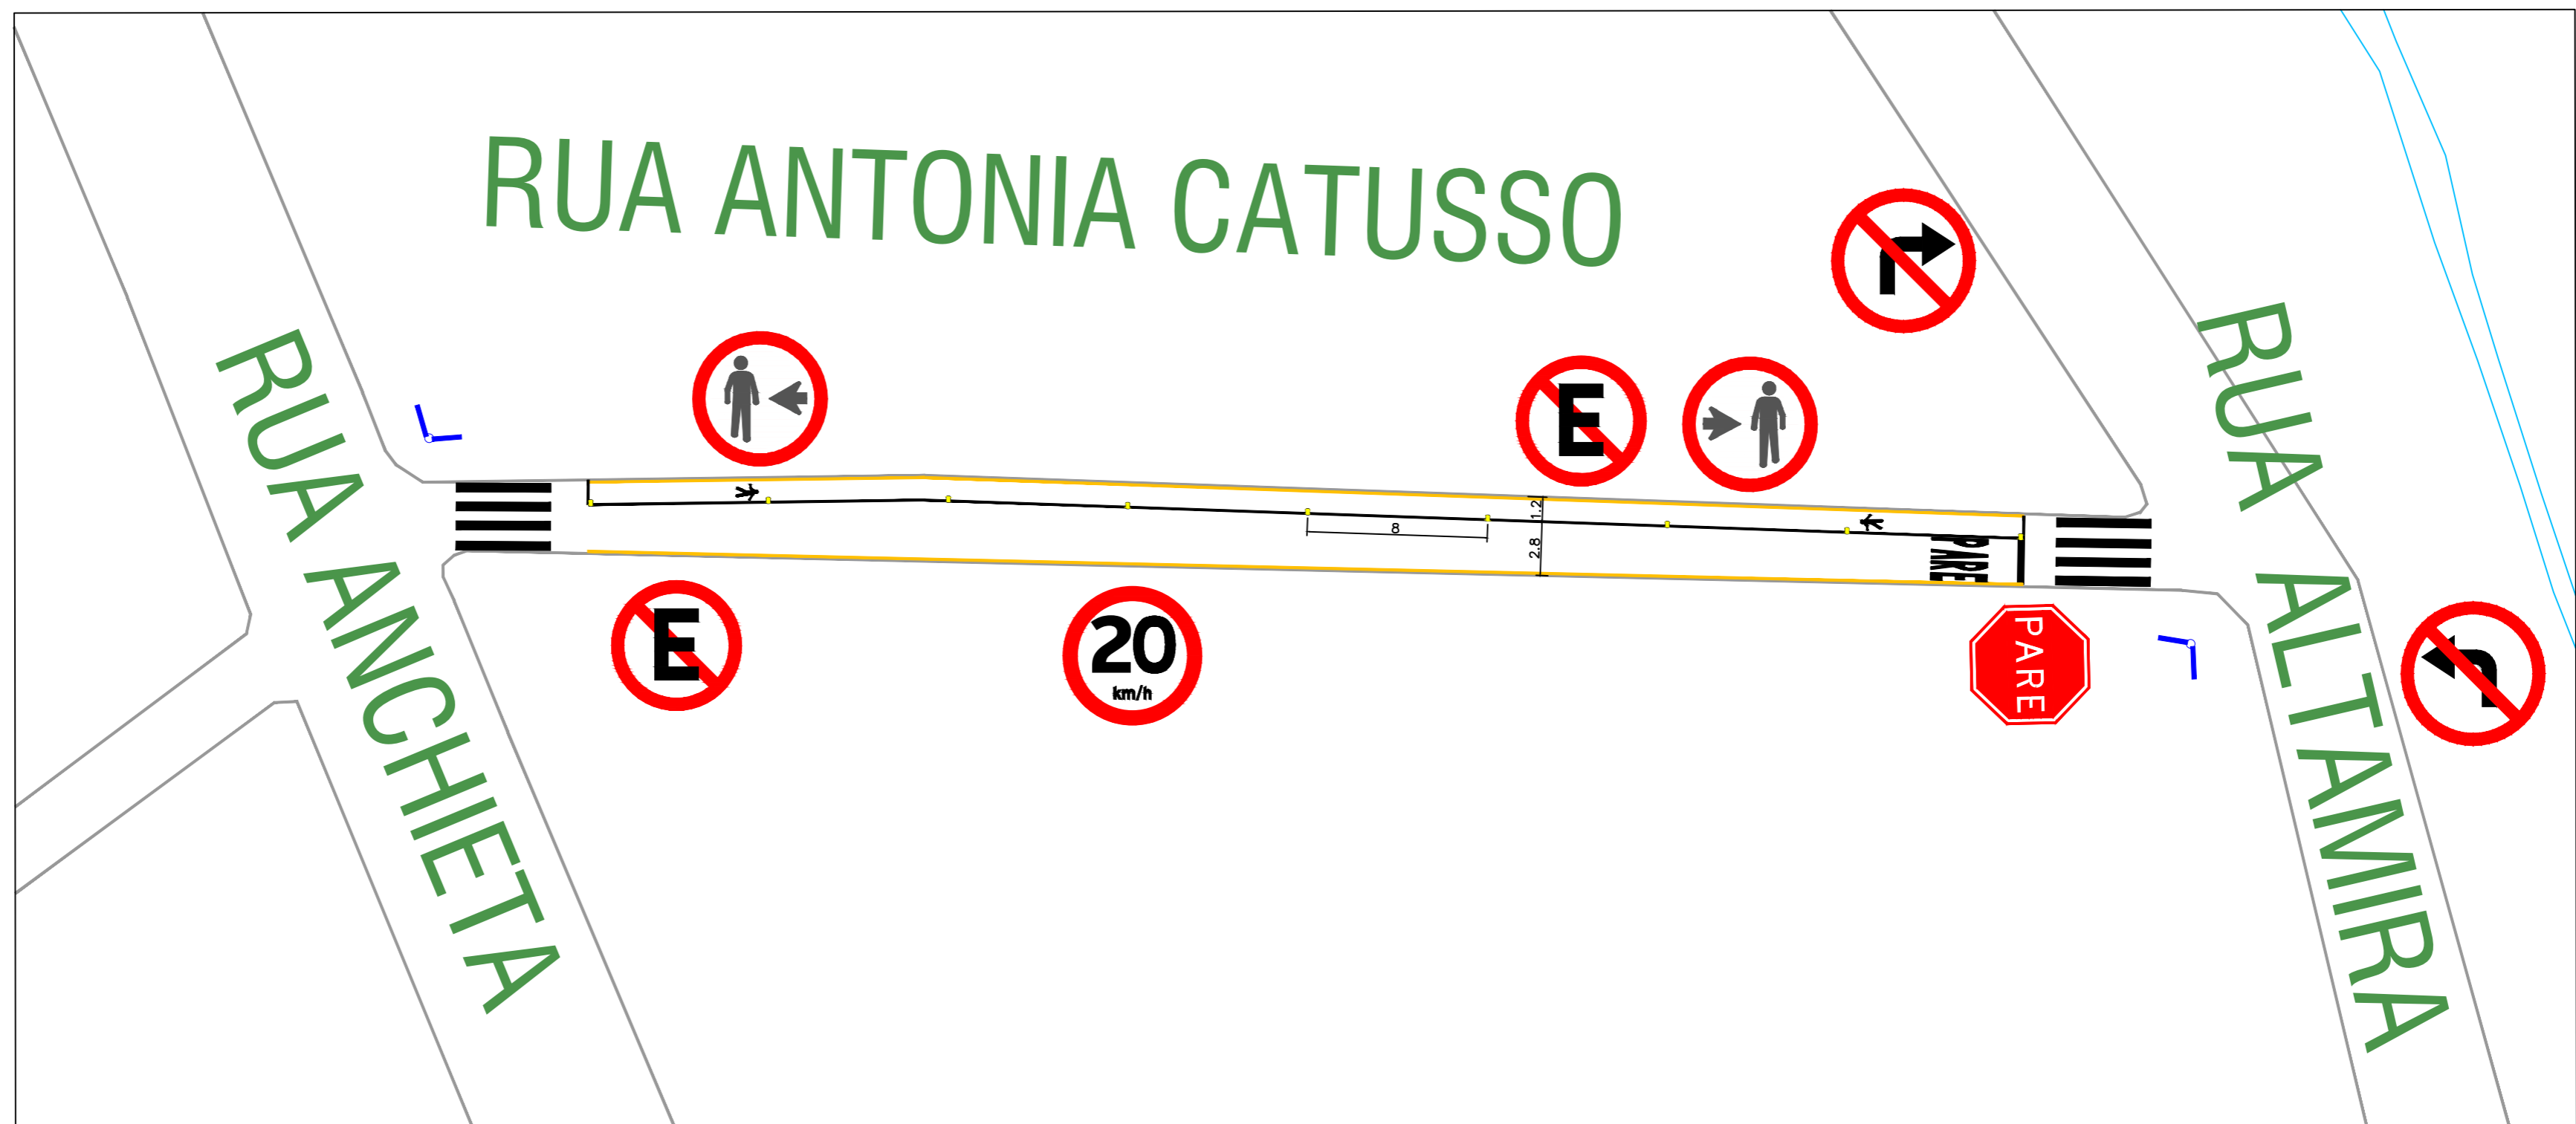 RUA ANTONIA CATUSSO
RUA ANCHIETA
RUA ALTAMIRA
E
E
20
km/h
PARE
PARE
8
1.2
2.8